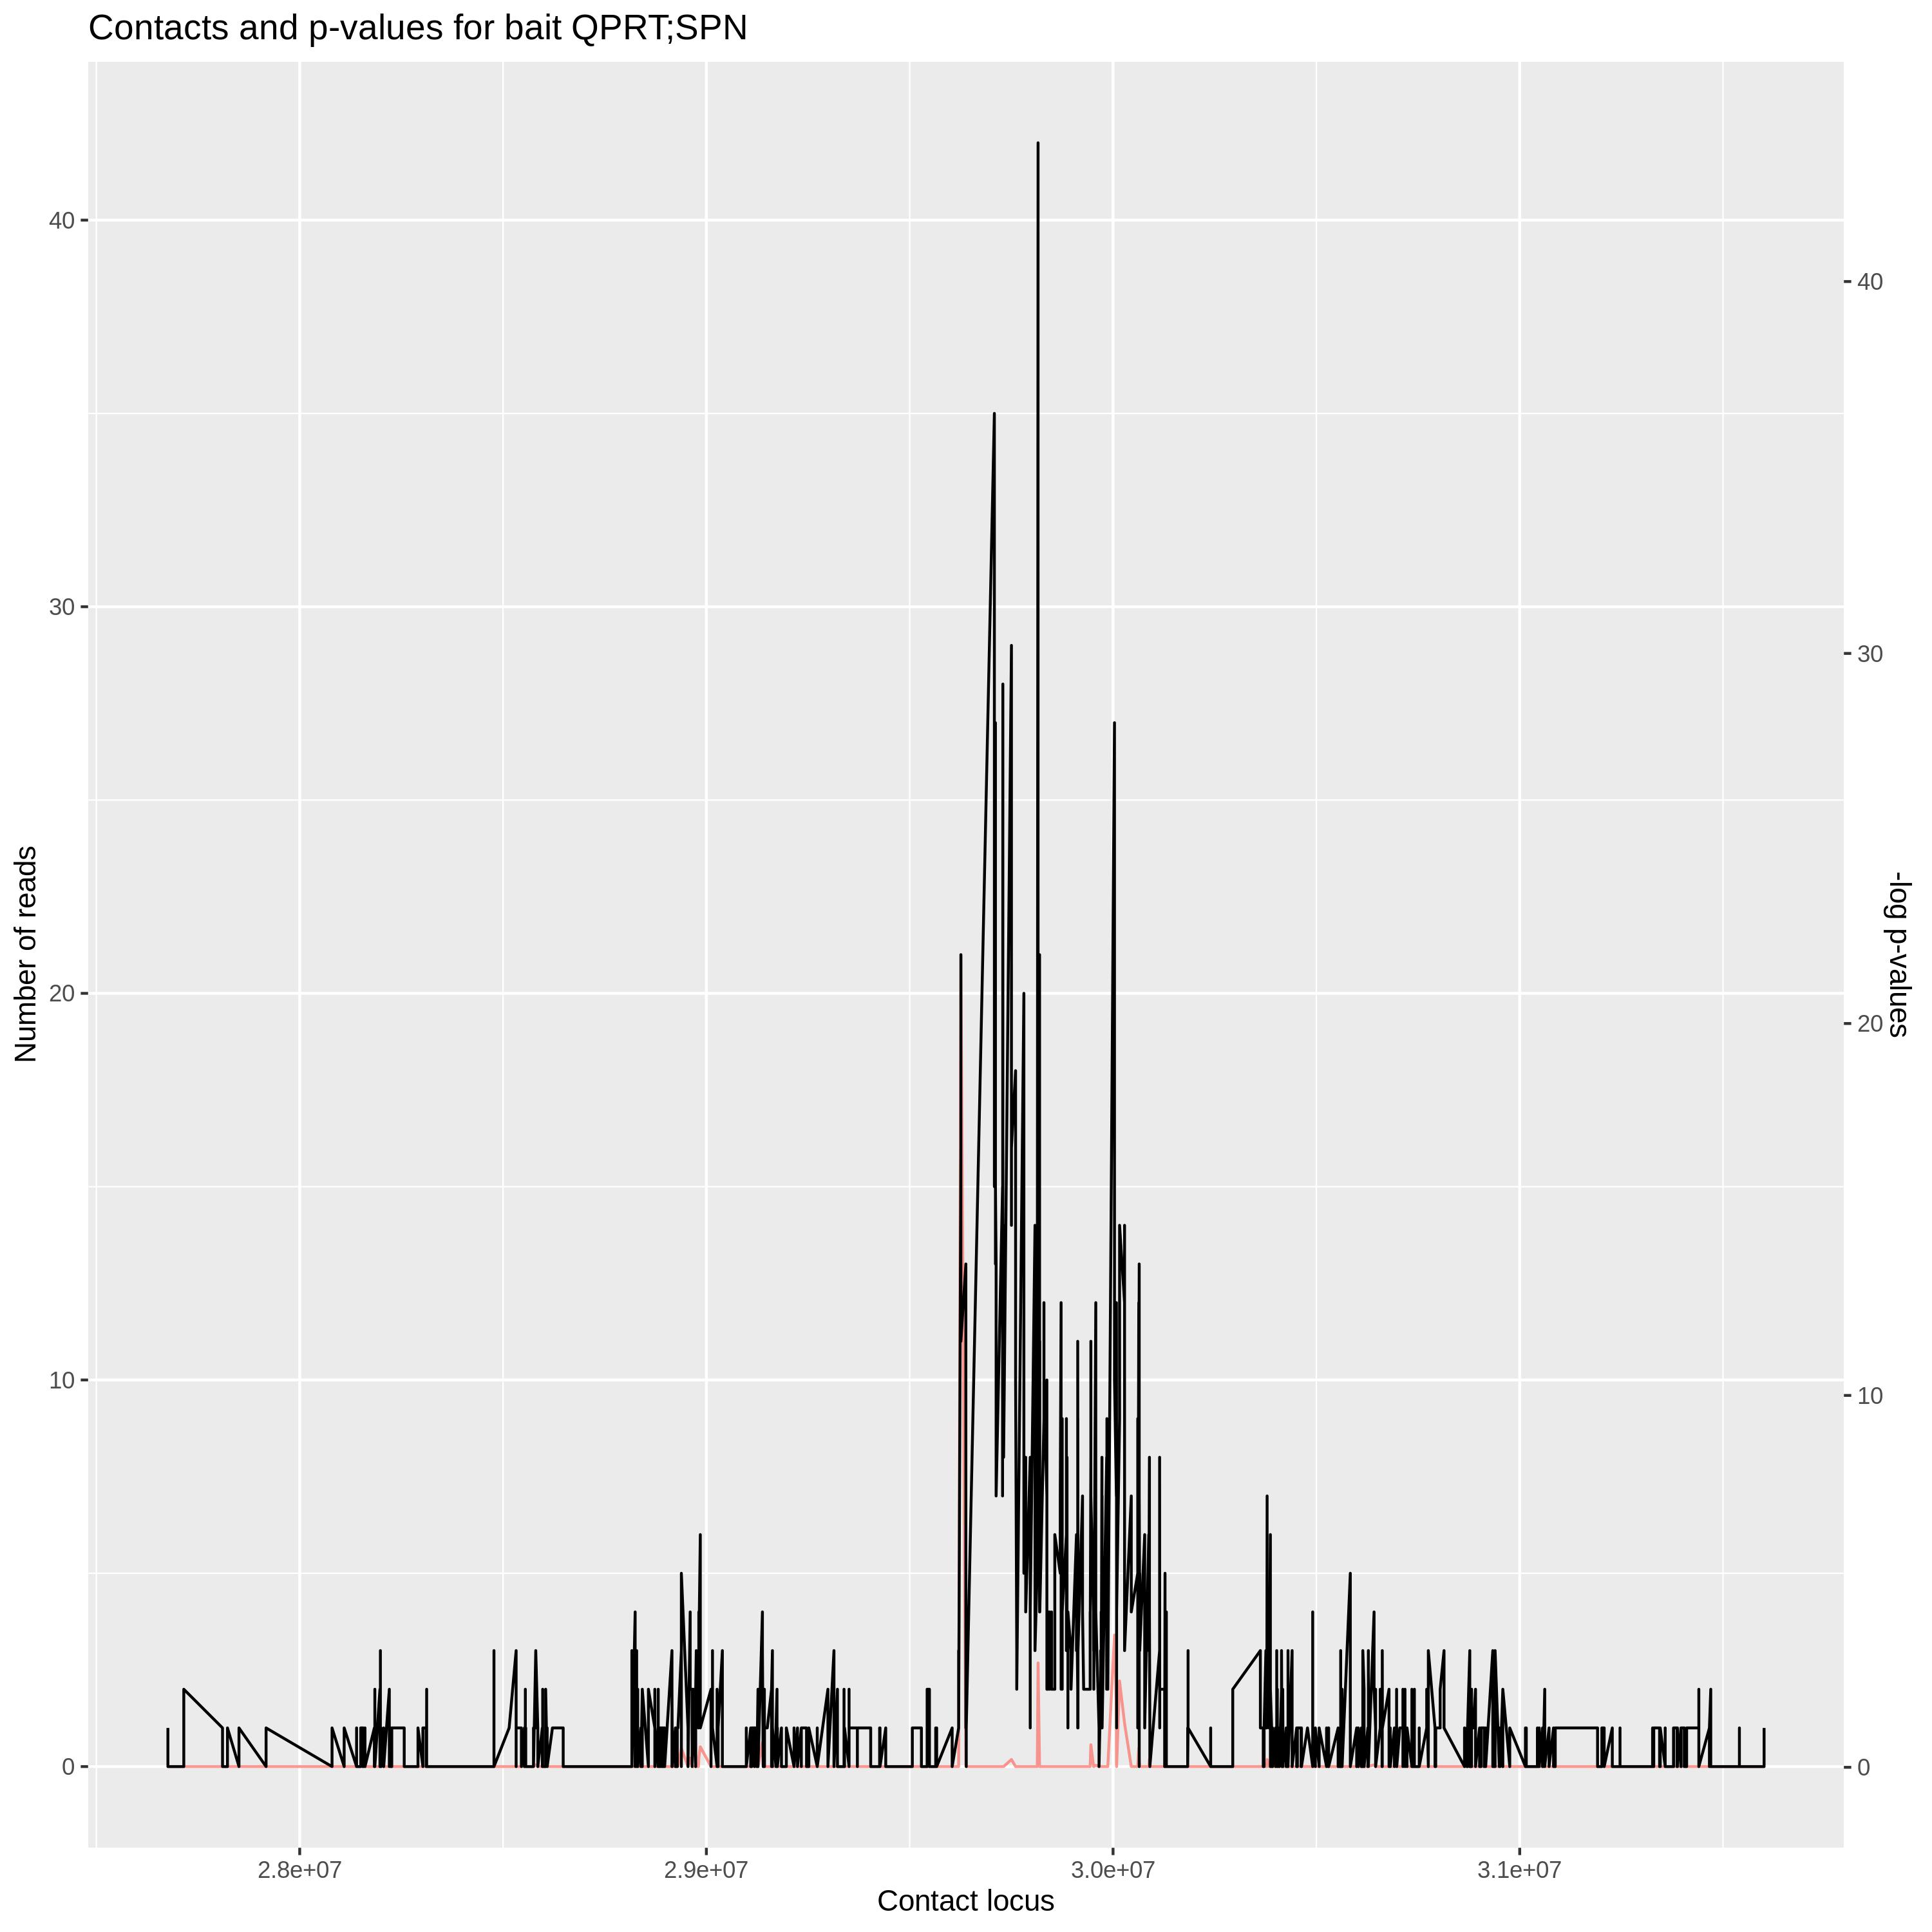 Contacts and p-values for bait QPRT;SPN
40
30
20
10
0
Number of reads
40
30
20
10
0
-log p-values
2.8e+07
2.9e+07
3.0e+07
3.1e+07
Contact locus